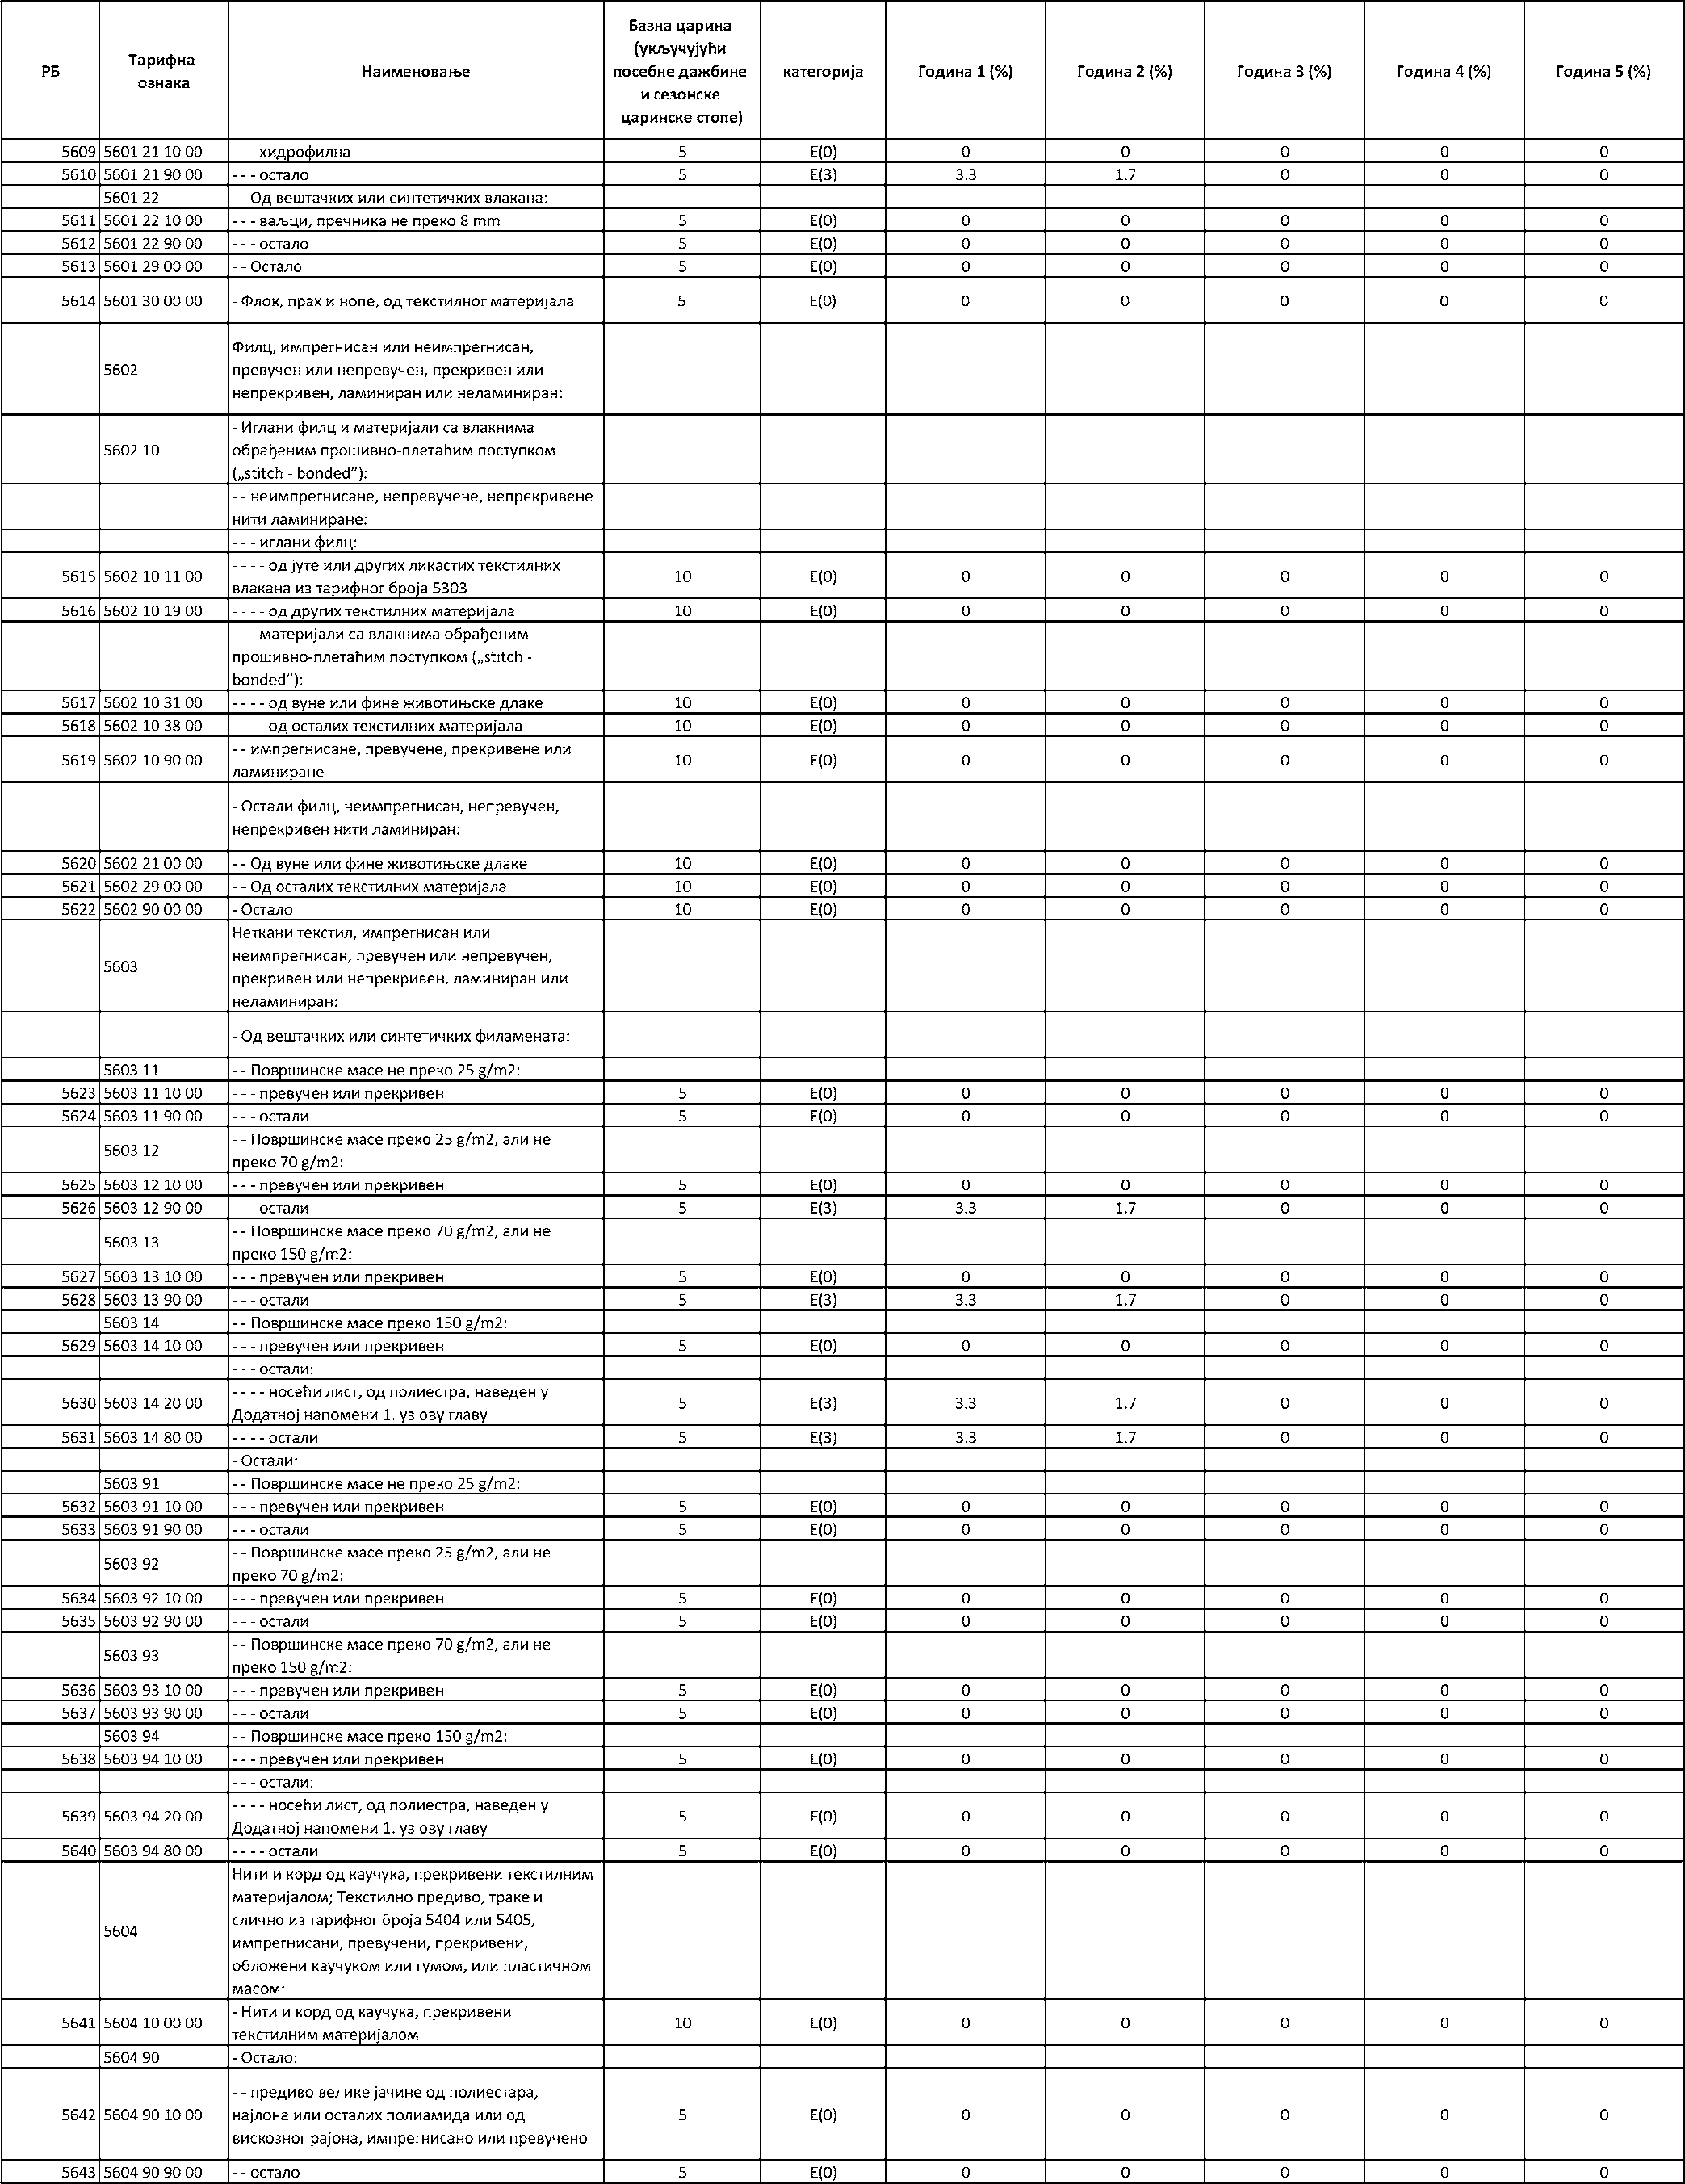 РБ Тарифна ознака Наименовање Базна царина (укључујући посебне дажбине и сезонске царинске стопе) категорија Година 1 (%) Година 2 (%) Година 3 (%) Година 4 (%) Година 5 (%)
5609 5601 21 10 00 - - - хидрофилна 5 E(0) 0 0 0 0 0
5610 5601 21 90 00 - - - остало 5 E(3) 3.3 1.7 0 0 0
5601 22 - - Од вештачких или синтетичких влакана:
5611 5601 22 10 00 - - - ваљци, пречника не преко 8 mm 5 E(0) 0 0 0 0 0
5612 5601 22 90 00 - - - остало 5 E(0) 0 0 0 0 0
5613 5601 29 00 00 - - Остало 5 E(0) 0 0 0 0 0
5614 5601 30 00 00 - Флок, прах и нопе, од текстилног материјала 5 E(0) 0 0 0 0 0
5602 Филц, импрегнисан или неимпрегнисан,
превучен или непревучен, прекривен или
непрекривен, ламиниран или неламиниран:
5602 10 - Иглани филц и материјали са влакнима
обрађеним прошивно-плетаћим поступком
(„stitch - bonded”):
- - неимпрегнисане, непревучене, непрекривене
нити ламиниране:
- - - иглани филц:
5615 5602 10 11 00 - - - - од јуте или других ликастих текстилних
влакана из тарифног броја 5303 10 E(0) 0 0 0 0 0
5616 5602 10 19 00 - - - - од других текстилних материјала 10 E(0) 0 0 0 0 0
- - - материјали са влакнима обрађеним
прошивно-плетаћим поступком („stitch -
bonded”):
5617 5602 10 31 00 - - - - од вуне или фине животињске длаке 10 E(0) 0 0 0 0 0
5618 5602 10 38 00 - - - - од осталих текстилних материјала 10 E(0) 0 0 0 0 0
5619 5602 10 90 00 - - импрегнисане, превучене, прекривене или
ламиниране 10 E(0) 0 0 0 0 0
- Остали филц, неимпрегнисан, непревучен,
непрекривен нити ламиниран:
5620 5602 21 00 00 - - Од вуне или фине животињске длаке 10 E(0) 0 0 0 0 0
5621 5602 29 00 00 - - Од осталих текстилних материјала 10 E(0) 0 0 0 0 0
5622 5602 90 00 00 - Остало 10 E(0) 0 0 0 0 0
5603 Неткани текстил, импрегнисан или
неимпрегнисан, превучен или непревучен,
прекривен или непрекривен, ламиниран или
неламиниран:
- Од вештачких или синтетичких филамената:
5603 11 - - Површинске масе не преко 25 g/m2:
5623 5603 11 10 00 - - - превучен или прекривен 5 E(0) 0 0 0 0 0
5624 5603 11 90 00 - - - остали 5 E(0) 0 0 0 0 0
5603 12 - - Површинске масе преко 25 g/m2, али не
преко 70 g/m2:
5625 5603 12 10 00 - - - превучен или прекривен 5 E(0) 0 0 0 0 0
5626 5603 12 90 00 - - - остали 5 E(3) 3.3 1.7 0 0 0
5603 13 - - Површинске масе преко 70 g/m2, али не
преко 150 g/m2:
5627 5603 13 10 00 - - - превучен или прекривен 5 E(0) 0 0 0 0 0
5628 5603 13 90 00 - - - остали 5 E(3) 3.3 1.7 0 0 0
5603 14 - - Површинске масе преко 150 g/m2:
5629 5603 14 10 00 - - - превучен или прекривен 5 E(0) 0 0 0 0 0
- - - остали:
5630 5603 14 20 00 - - - - носећи лист, од полиестра, наведен у
Додатној напомени 1. уз ову главу 5 E(3) 3.3 1.7 0 0 0
5631 5603 14 80 00 - - - - остали 5 E(3) 3.3 1.7 0 0 0
- Остали:
5603 91 - - Површинске масе не преко 25 g/m2:
5632 5603 91 10 00 - - - превучен или прекривен 5 E(0) 0 0 0 0 0
5633 5603 91 90 00 - - - остали 5 E(0) 0 0 0 0 0
5603 92 - - Површинске масе преко 25 g/m2, али не
преко 70 g/m2:
5634 5603 92 10 00 - - - превучен или прекривен 5 E(0) 0 0 0 0 0
5635 5603 92 90 00 - - - остали 5 E(0) 0 0 0 0 0
5603 93 - - Површинске масе преко 70 g/m2, али не
преко 150 g/m2:
5636 5603 93 10 00 - - - превучен или прекривен 5 E(0) 0 0 0 0 0
5637 5603 93 90 00 - - - остали 5 E(0) 0 0 0 0 0
5603 94 - - Површинске масе преко 150 g/m2:
5638 5603 94 10 00 - - - превучен или прекривен 5 E(0) 0 0 0 0 0
- - - остали:
5639 5603 94 20 00 - - - - носећи лист, од полиестра, наведен у
Додатној напомени 1. уз ову главу 5 E(0) 0 0 0 0 0
5640 5603 94 80 00 - - - - остали 5 E(0) 0 0 0 0 0
5604 Нити и корд од каучука, прекривени текстилним
материјалом; Текстилно предиво, траке и
слично из тарифног броја 5404 или 5405,
импрегнисани, превучени, прекривени,
обложени каучуком или гумом, или пластичном
масом:
5641 5604 10 00 00 - Нити и корд од каучука, прекривени
текстилним материјалом 10 E(0) 0 0 0 0 0
5604 90 - Остало:
5642 5604 90 10 00 - - предиво велике јачине од полиестара,
најлона или осталих полиамида или од
вискозног рајона, импрегнисано или превучено 5 E(0) 0 0 0 0 0
5643 5604 90 90 00 - - остало 5 E(0) 0 0 0 0 0